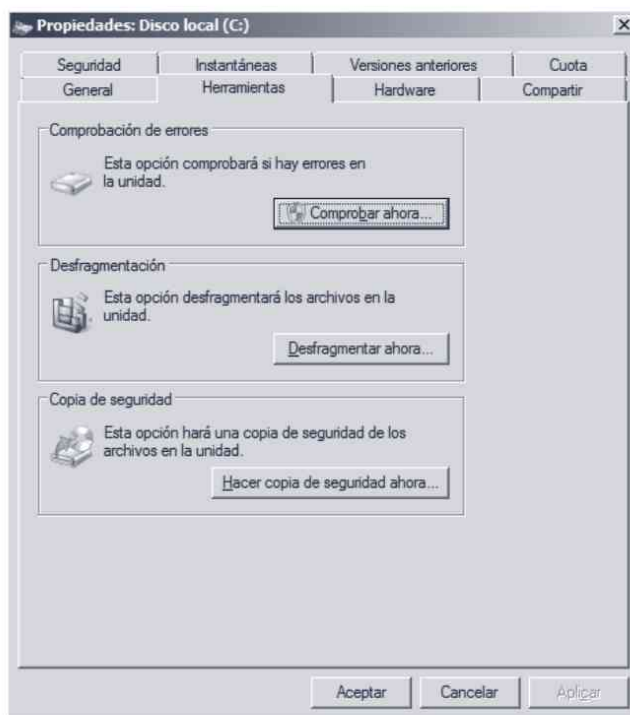 Propiedades: Disco local (C:)
Seguridad Instantáneas Versiones anteriores Cuota
General Herramientas Hardware Compartir
Comprobación de errores
Esta opción comprobará si hay errores en
la unidad.
Comprobar ahora...
Desfragmentación
Esta opción desfragmentará los archivos en la
unidad.
Desfragmentar ahora...
Copia de seguridad
Esta opción hará una copia de seguridad de los
archivos en la unidad.
Hacer copia de seguridad ahora...
Aceptar Cancelar Aplicar